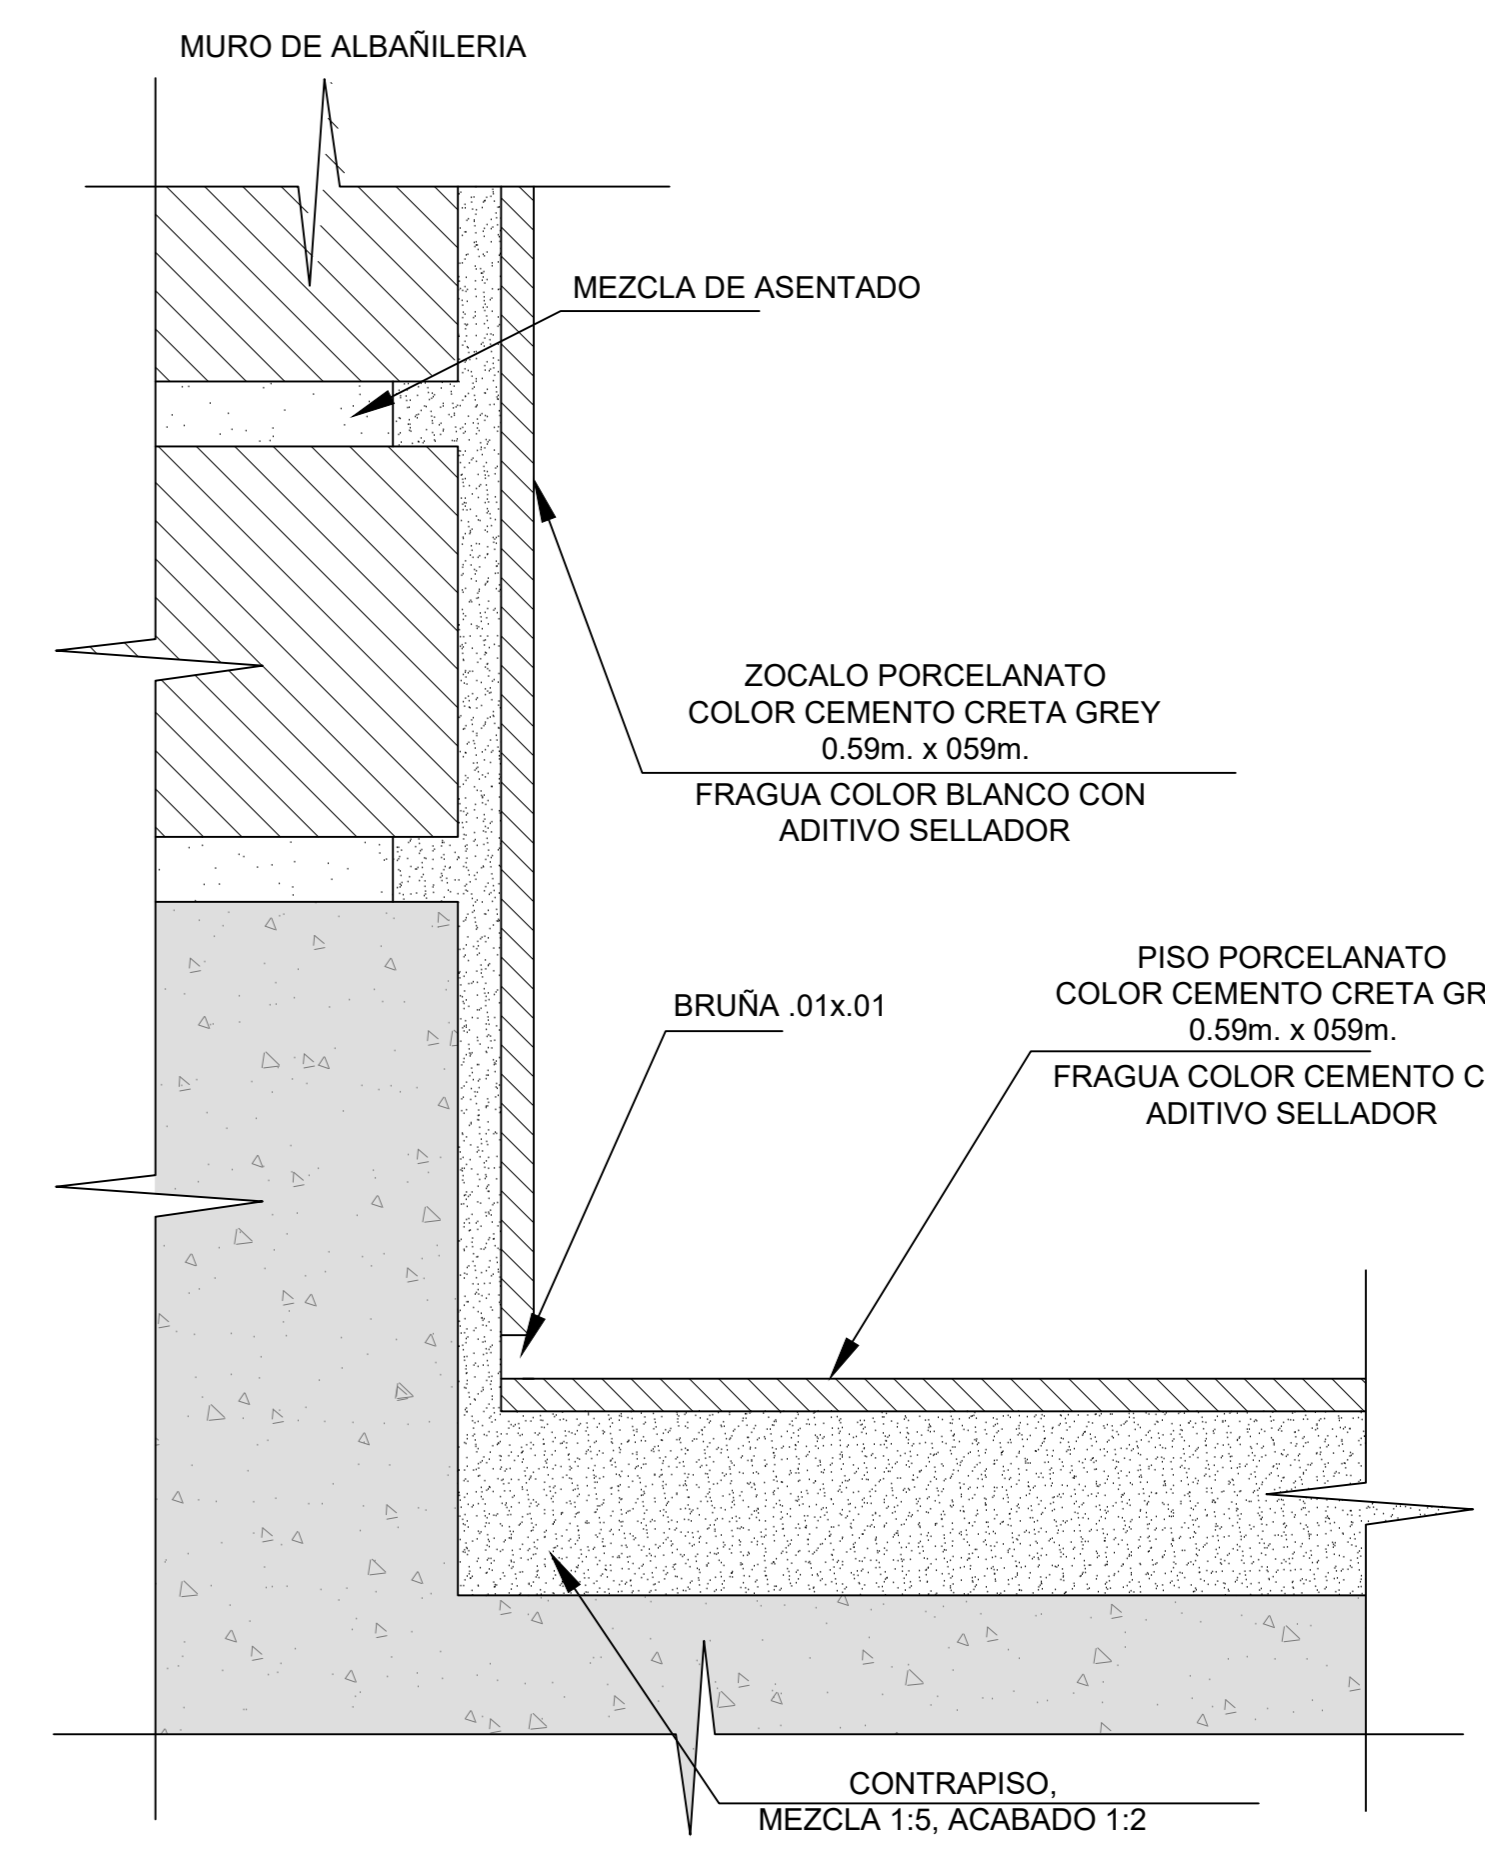 MURO DE ALBAÑILERIA
MEZCLA DE ASENTADO
ZOCALO PORCELANATO
COLOR CEMENTO CRETA GREY
0.59m. x 059m.
FRAGUA COLOR BLANCO CON
ADITIVO SELLADOR
BRUÑA .01x.01
PISO PORCELANATO
COLOR CEMENTO CRETA GR
0.59m. x 059m.
FRAGUA COLOR CEMENTO C
ADITIVO SELLADOR
CONTRAPISO,
MEZCLA 1:5, ACABADO 1:2